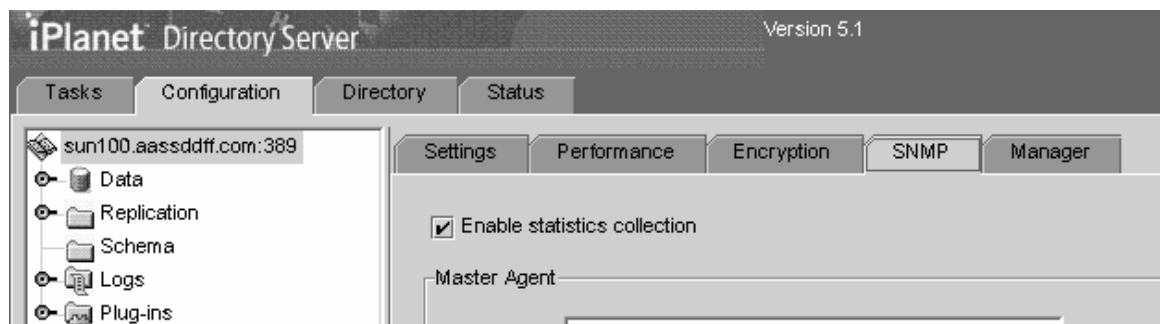 iPlanet Directory Server
Version 5.1
Tasks Configuration Directory Status
sun100.aassddff.com:389
Data
Replication
Schema
Logs
Plug-ins
Settings Performance Encryption SNMP Manager
Enable statistics collection
Master Agent